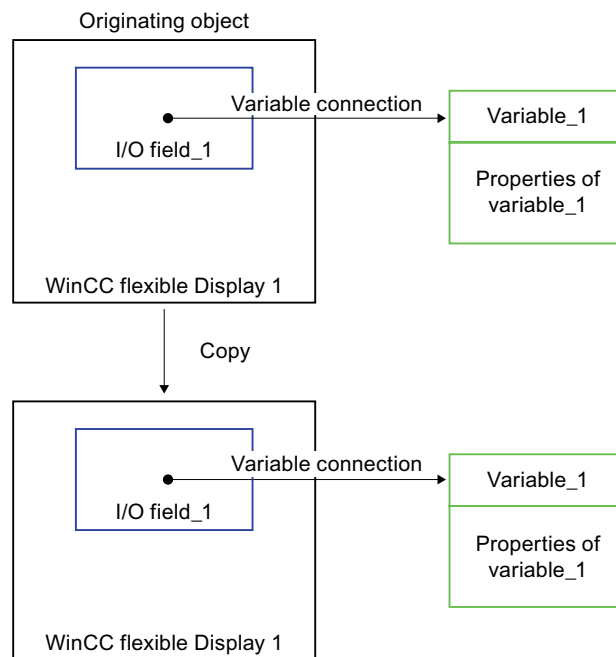 Originating object
Variable connection
I/O field_1
WinCC flexible Display 1
Variable_1
Properties of
variable_1
Copy
Variable connection
I/O field_1
WinCC flexible Display 1
Variable_1
Properties of
variable_1